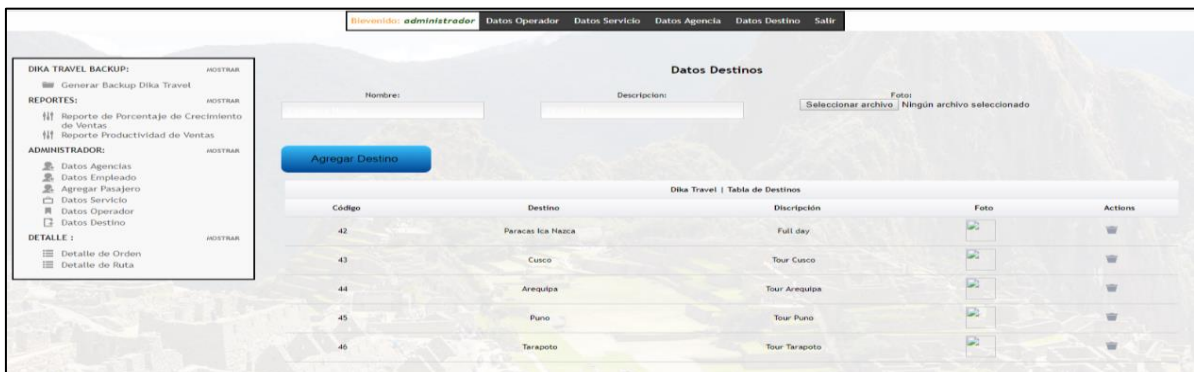 Bievenido: administrador Datos Operador Datos Servicio Datos Agencia Datos Destino Salir
DIKA TRAVEL BACKUP: MOSTRAR
Generar Backup Dika Travel
REPORTES: MOSTRAR
Reporte de Porcentaje de Crecimiento
de Ventas
Reporte Productividad de Ventas
ADMINISTRADOR: MOSTRAR
Datos Agencias
Datos Empleado
Agregar Pasajero
Datos Servicio
Datos Operador
Datos Destino
DETALLE : MOSTRAR
Detalle de Orden
Detalle de Ruta
Datos Destinos
Nombre: Descripcion: Foto:
Seleccionar archivo Ningún archivo seleccionado
Agregar Destino
Dika Travel | Tabla de Destinos
Código Destino Discripción Foto Actions
42 Paracas Ica Nazca Full day
43 Cusco Tour Cusco
44 Arequipa Tour Arequipa
45 Puno Tour Puno
46 Tarapoto Tour Tarapoto